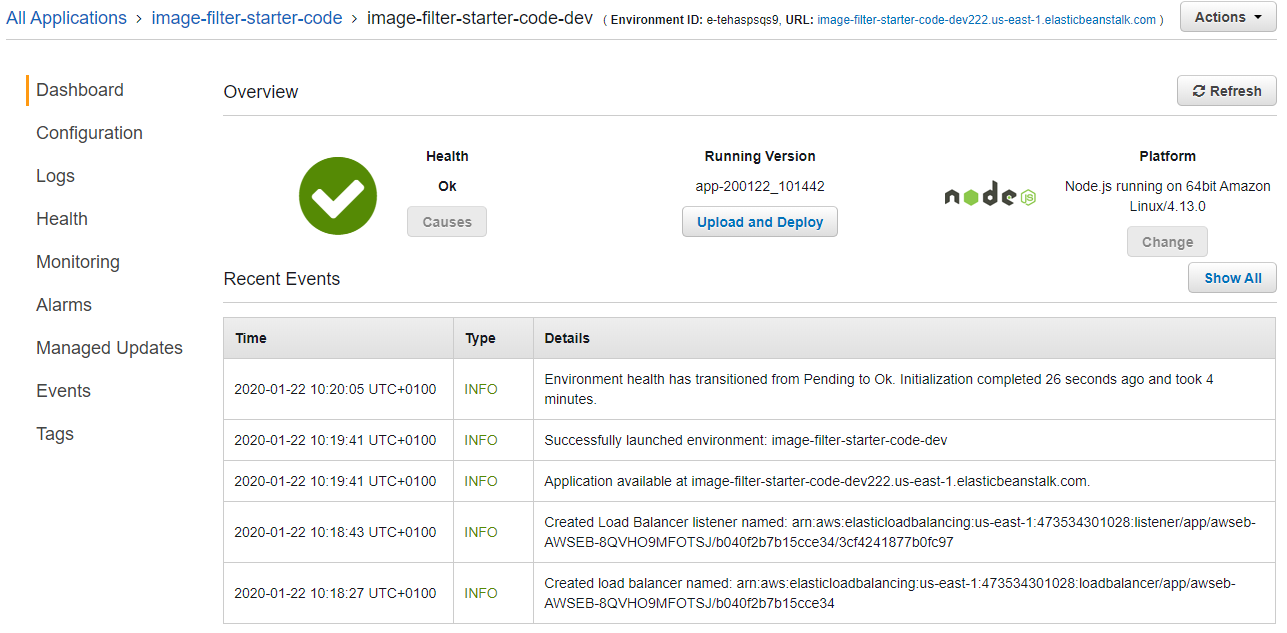 All Applications › image-filter-starter-code › image-filter-starter-code-dev ( Environment ID: e-tehaspsqs9, URL: image-filter-starter-code-dev222.us-east-1.elasticbeanstalk.com )
Actions
Dashboard
Configuration
Logs
Health
Monitoring
Alarms
Managed Updates
Events
Tags
Overview
Refresh
Health
Ok
Causes
Running Version
app-200122_101442
Upload and Deploy
node JS
Platform
Node.js running on 64bit Amazon
Linux/4.13.0
Change
Recent Events
Show All
Time Type Details
2020-01-22 10:20:05 UTC+0100 INFO Environment health has transitioned from Pending to Ok. Initialization completed 26 seconds ago and took 4
minutes.
2020-01-22 10:19:41 UTC+0100 INFO Successfully launched environment: image-filter-starter-code-dev
2020-01-22 10:19:41 UTC+0100 INFO Application available at image-filter-starter-code-dev222.us-east-1.elasticbeanstalk.com.
2020-01-22 10:18:43 UTC+0100 INFO Created Load Balancer listener named: arn:aws:elasticloadbalancing:us-east-1:473534301028:listener/app/awseb-
AWSEB-8QVHO9MFOTSJ/b040f2b7b15cce34/3cf4241877b0fc97
2020-01-22 10:18:27 UTC+0100 INFO Created load balancer named: arn:aws:elasticloadbalancing:us-east-1:473534301028:loadbalancer/app/awseb-
AWSEB-8QVHO9MFOTSJ/b040f2b7b15cce34